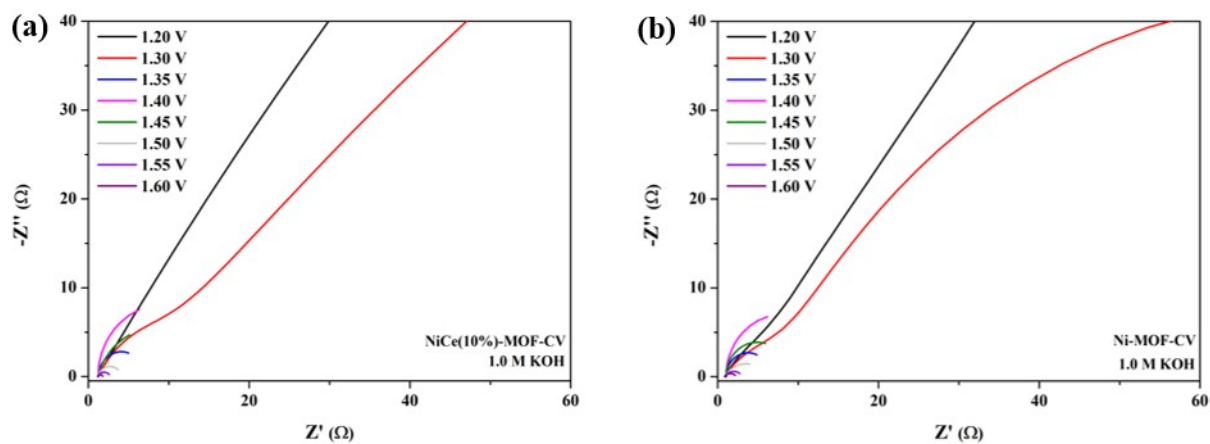 (a)
40
30
20
10
0
-Z'' (Ω)
1.20 V
1.30 V
1.35 V
1.40 V
1.45 V
1.50 V
1.55 V
1.60 V
NiCe(10%)-MOF-CV
1.0 M KOH
0 20 40 60
Z' (Ω)
(b)
40
30
20
10
0
-Z'' (Ω)
1.20 V
1.30 V
1.35 V
1.40 V
1.45 V
1.50 V
1.55 V
1.60 V
Ni-MOF-CV
1.0 M KOH
0 20 40 60
Z' (Ω)